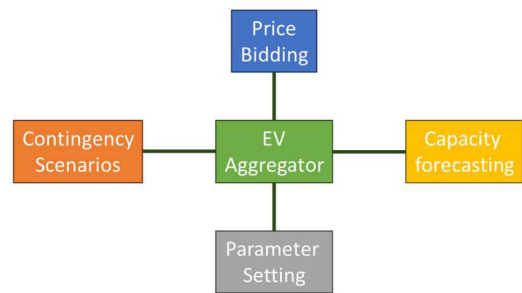 Price
Bidding
Contingency
Scenarios
EV
Aggregator
Capacity
forecasting
Parameter
Setting